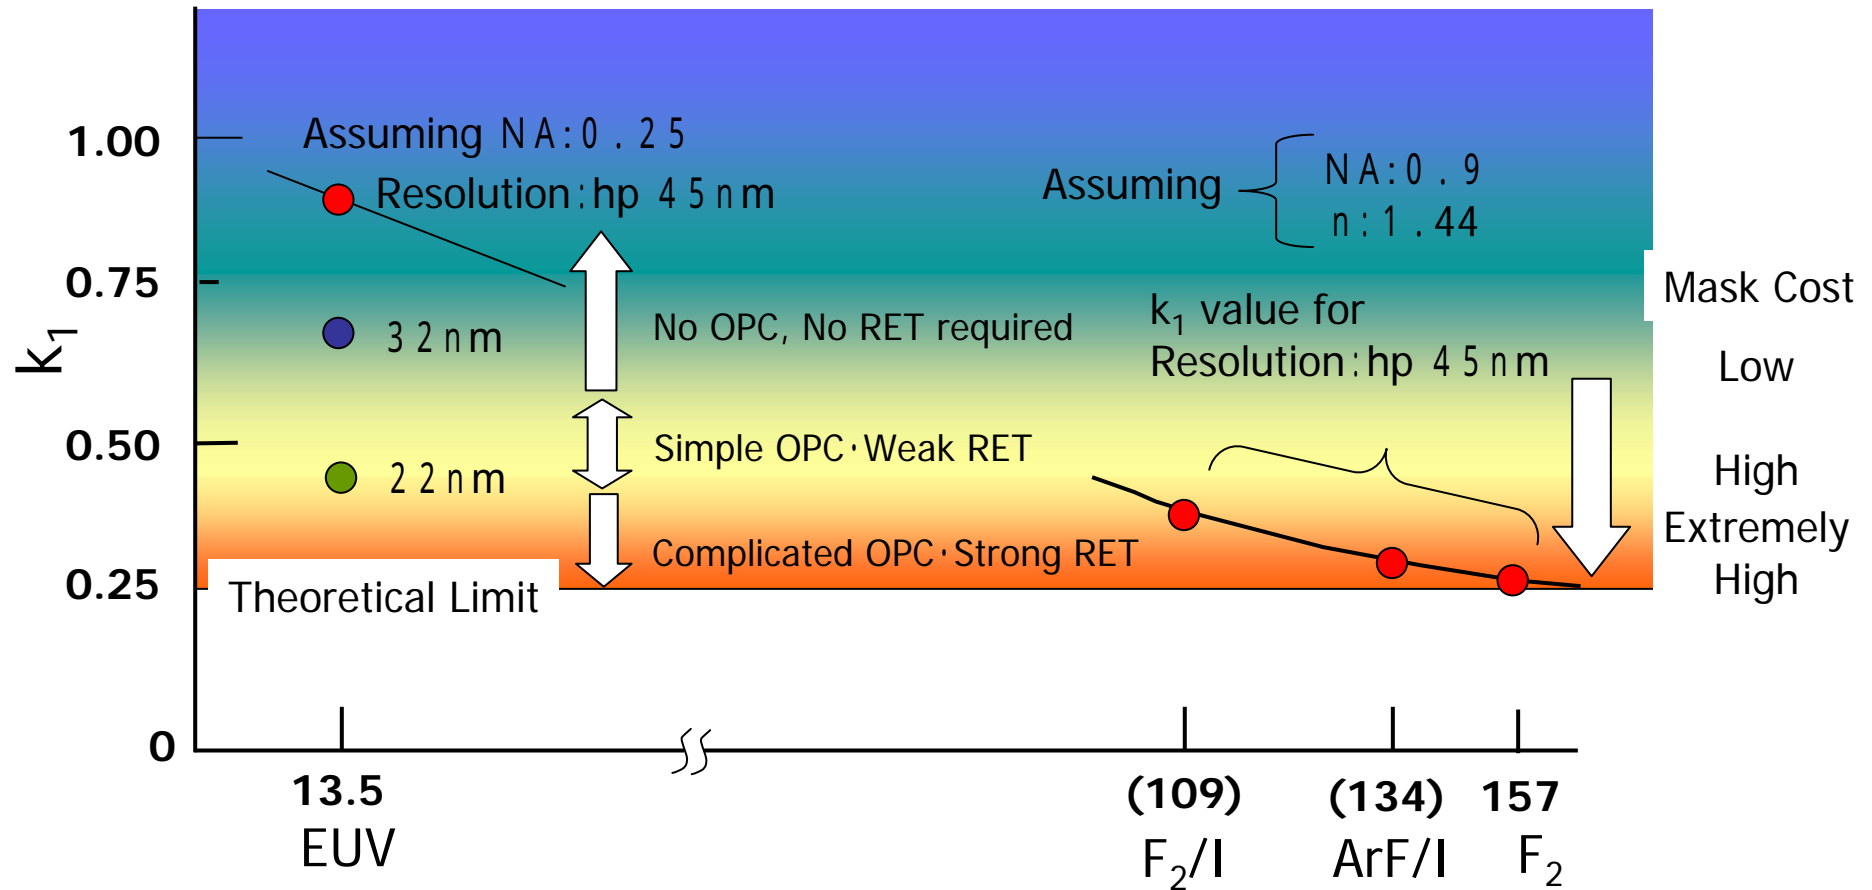 1.00
0.75
0.50
0.25
0
k1
Assuming NA:0.25
Resolution:hp 45nm
32nm
22nm
No OPC, No RET required
Simple OPC·Weak RET
Complicated OPC·Strong RET
Theoretical Limit
Assuming
NA:0.9
n:1.44
k1 value for
Resolution:hp 45nm
Mask Cost
Low
High
Extremely
High
13.5
EUV
(109)
F2/I
(134)
ArF/I
157
F2